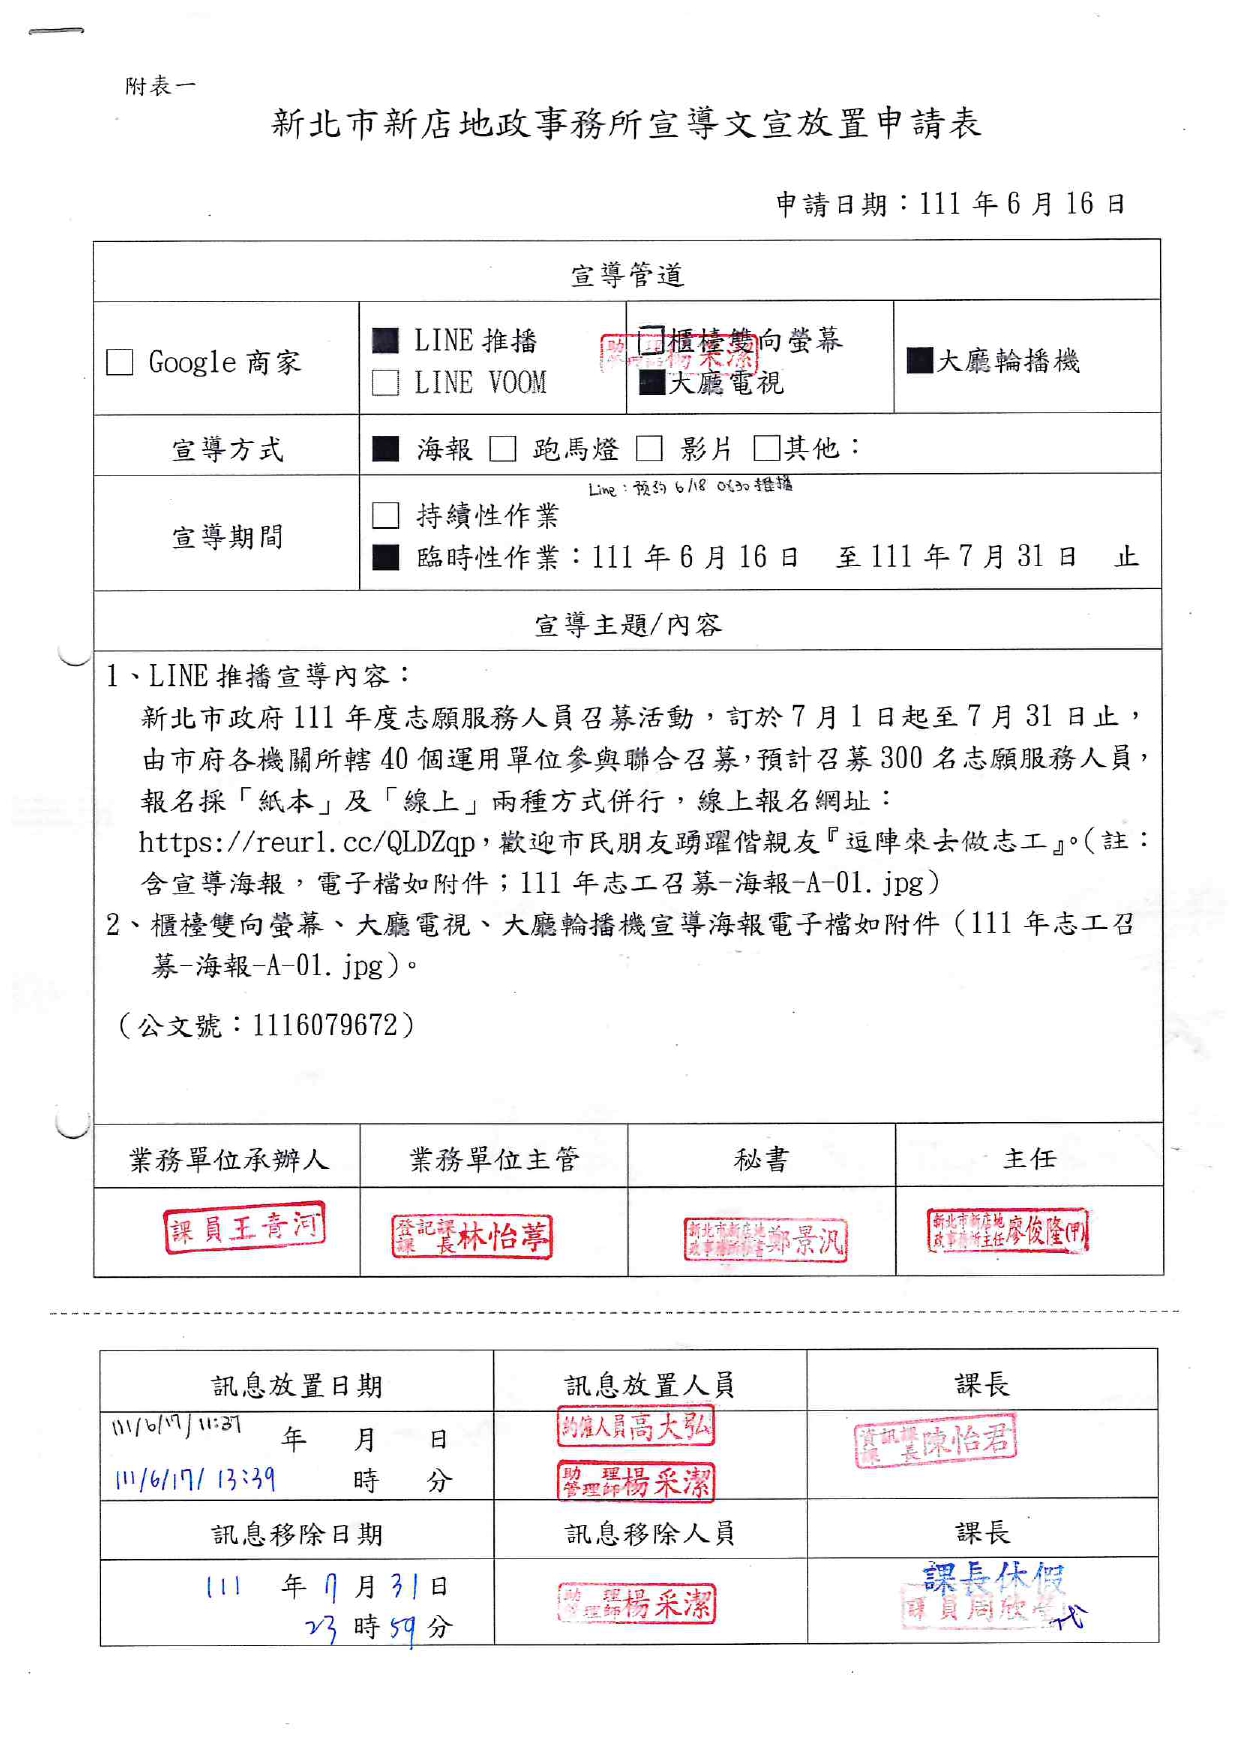 附表一
新北市新店地政事務所宣導文宣放置申請表
申請日期：111 年 6 月 16 日
宣導管道
□ Google 商家
■ LINE 推播
□ LINE VOOM
□櫃檯雙向螢幕
■大廳電視
楊采潔
■大廳輪播機
宣導方式
■ 海報 □ 跑馬燈 □ 影片 □其他：
宣導期間
Line：預約 6/18 推播
□ 持續性作業
■ 臨時性作業：111 年 6 月 16 日 至 111 年 7 月 31 日 止
宣導主題/內容
1、LINE 推播宣導內容：
新北市政府 111 年度志願服務人員召募活動，訂於 7 月 1 日起至 7 月 31 日止，
由市府各機關所轄 40 個運用單位參與聯合召募，預計召募 300 名志願服務人員，
報名採「紙本」及「線上」兩種方式併行，線上報名網址：
https://reurl.cc/QLDZqp，歡迎市民朋友踴躍偕親友『逗陣來去做志工』。（註：
含宣導海報，電子檔如附件；111 年志工召募-海報-A-01.jpg）
2、櫃檯雙向螢幕、大廳電視、大廳輪播機宣導海報電子檔如附件（111 年志工召
募-海報-A-01.jpg）。
（公文號：1116079672）
業務單位承辦人 業務單位主管 秘書 主任
課員王青河
登記課課長林怡萶
新北市新店地政事務所秘書鄭景汎
新北市新店地政事務所主任廖俊隆(甲)
訊息放置日期 訊息放置人員 課長
111/6/17/11:37 年 月 日
111/6/17/ 13:39 時 分
約僱人員高大弘
助理管理師楊采潔
資訊課課長陳怡君
訊息移除日期 訊息移除人員 課長
111 年 7 月 31 日
23 時 59 分
助理管理師楊采潔
課長休假
課員周欣 代